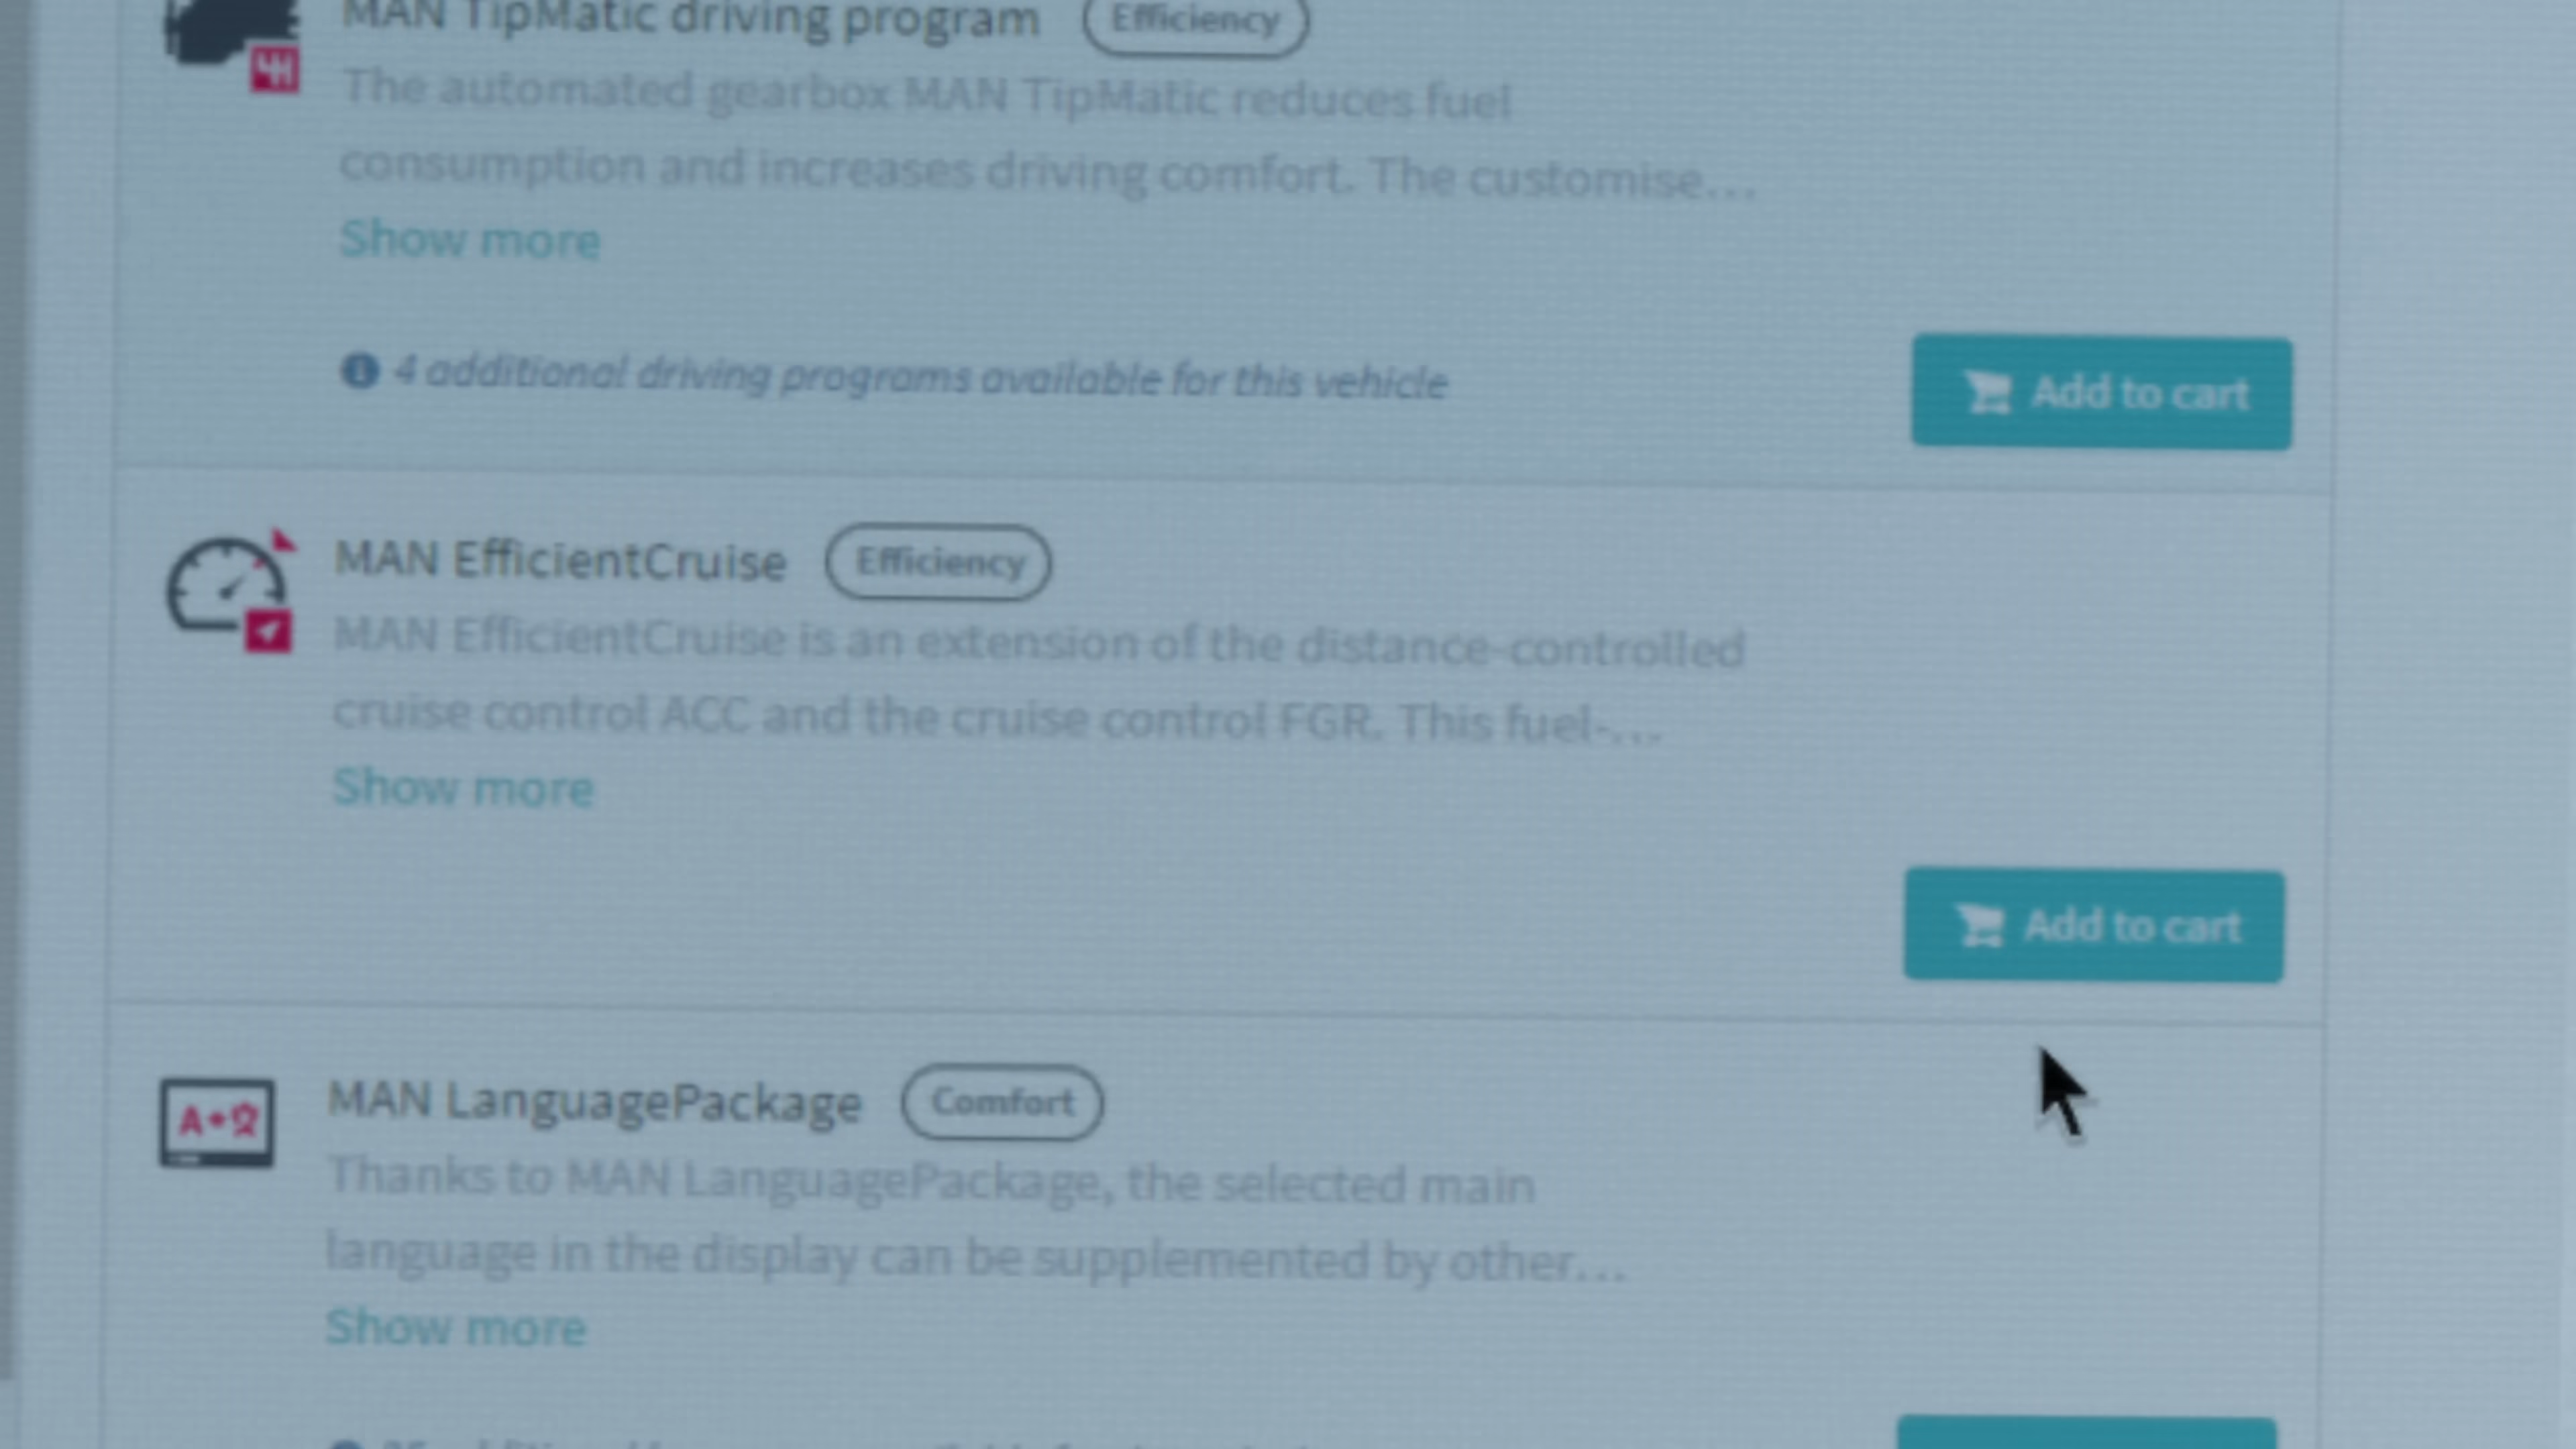 MAN TipMatic driving program Efficiency
The automated gearbox MAN TipMatic reduces fuel
consumption and increases driving comfort. The customise...
Show more
4 additional driving programs available for this vehicle
Add to cart
MAN EfficientCruise Efficiency
MAN EfficientCruise is an extension of the distance-controlled
cruise control ACC and the cruise control FGR. This fuel-...
Show more
Add to cart
MAN LanguagePackage Comfort
Thanks to MAN LanguagePackage, the selected main
language in the display can be supplemented by other...
Show more